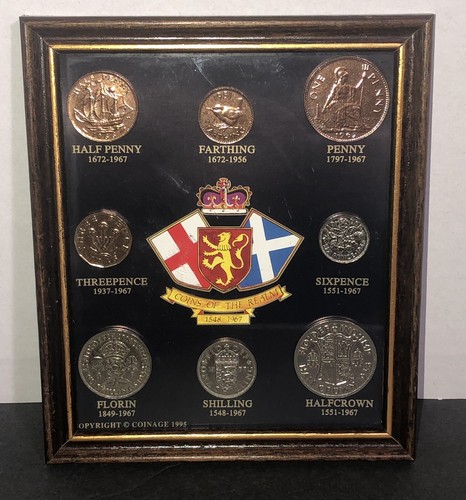 HALF PENNY
1672-1967
FARTHING
1672-1956
ONE PENNY
PENNY
1797-1967
THREEPENCE
1937-1967
COINS OF THE REALM
1548-1967
SIXPENCE
1551-1967
FLORIN
1849-1967
SHILLING
1548-1967
HALFCROWN
1551-1967
OPYRIGHT © COINAGE 1995